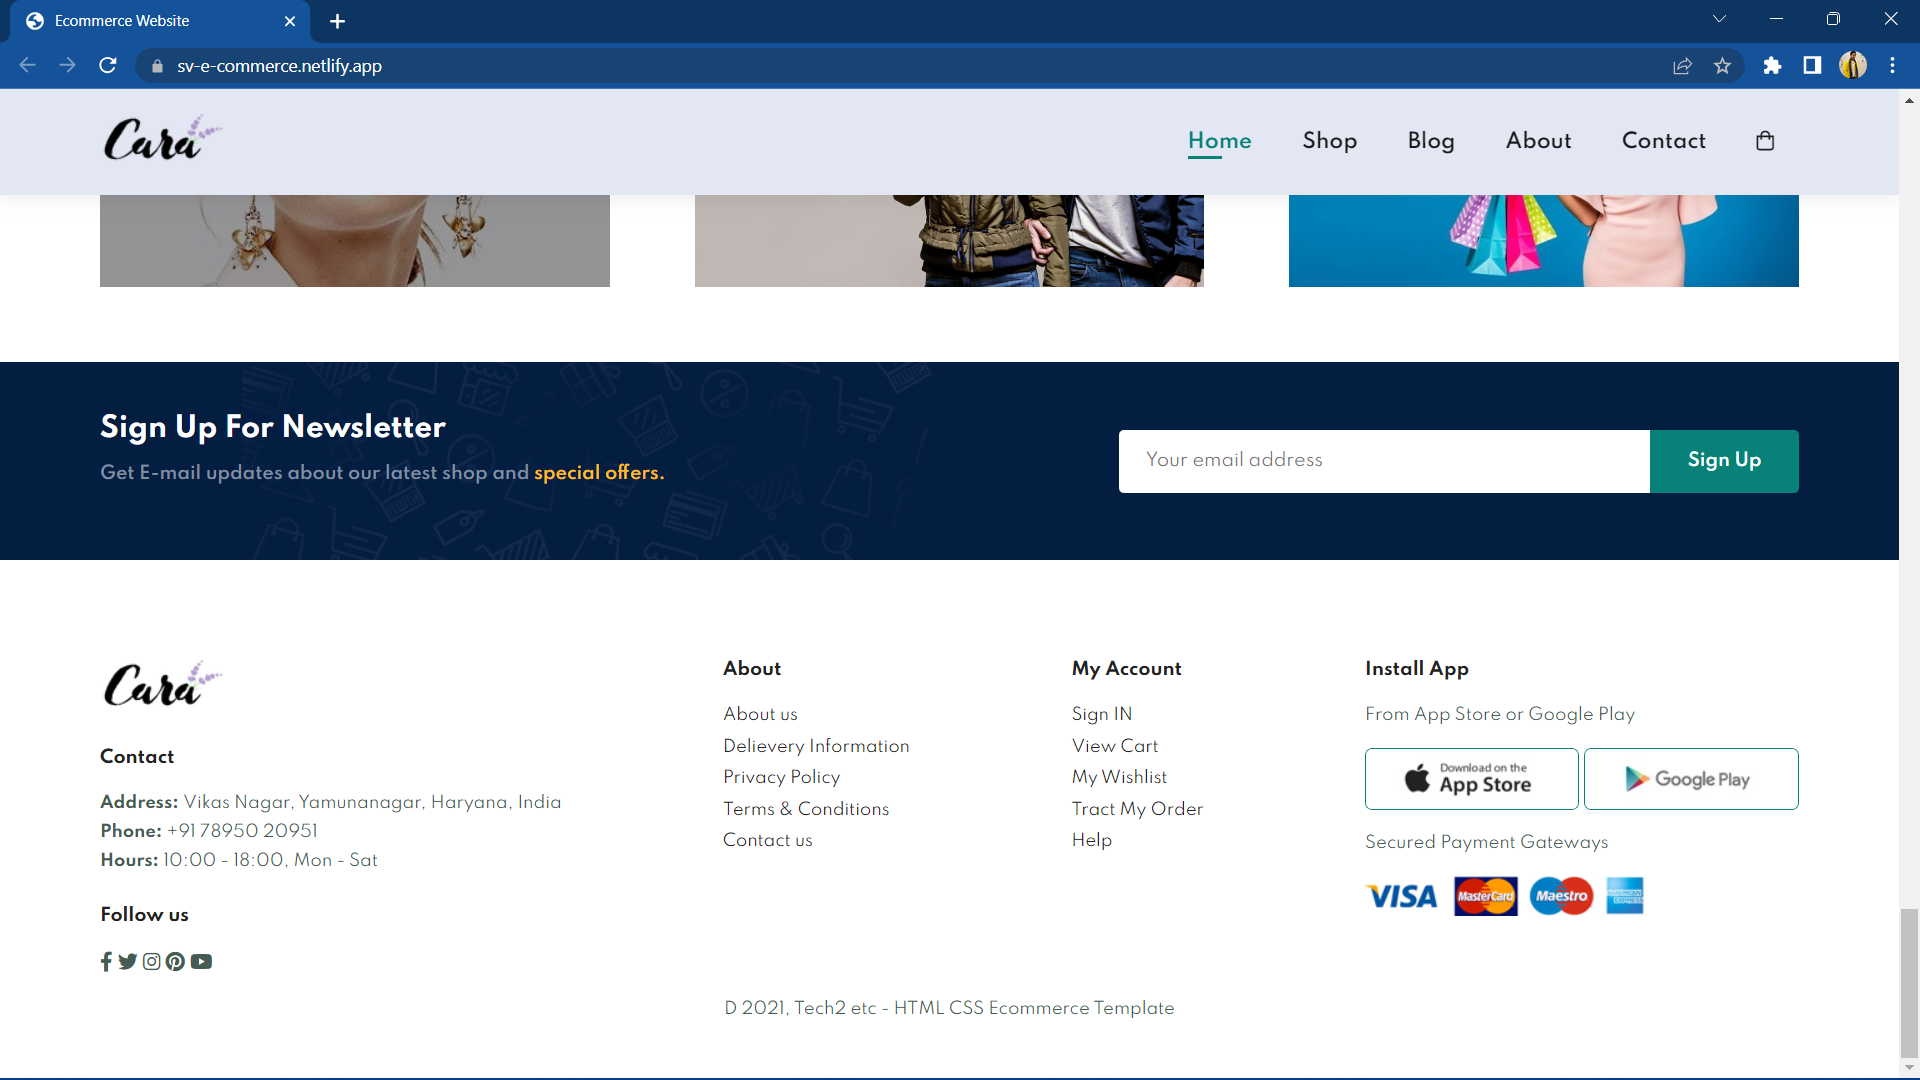 Ecommerce Website
sv-e-commerce.netlify.app
Cara
Home Shop Blog About Contact
Sign Up For Newsletter
Get E-mail updates about our latest shop and special offers.
Your email address
Sign Up
Cara
Contact
Address: Vikas Nagar, Yamunanagar, Haryana, India
Phone: +91 78950 20951
Hours: 10:00 - 18:00, Mon - Sat
Follow us
About
About us
Delievery Information
Privacy Policy
Terms & Conditions
Contact us
My Account
Sign IN
View Cart
My Wishlist
Tract My Order
Help
Install App
From App Store or Google Play
Download on the
App Store
Google Play
Secured Payment Gateways
VISA MasterCard Maestro AMERICAN EXPRESS
D 2021, Tech2 etc - HTML CSS Ecommerce Template